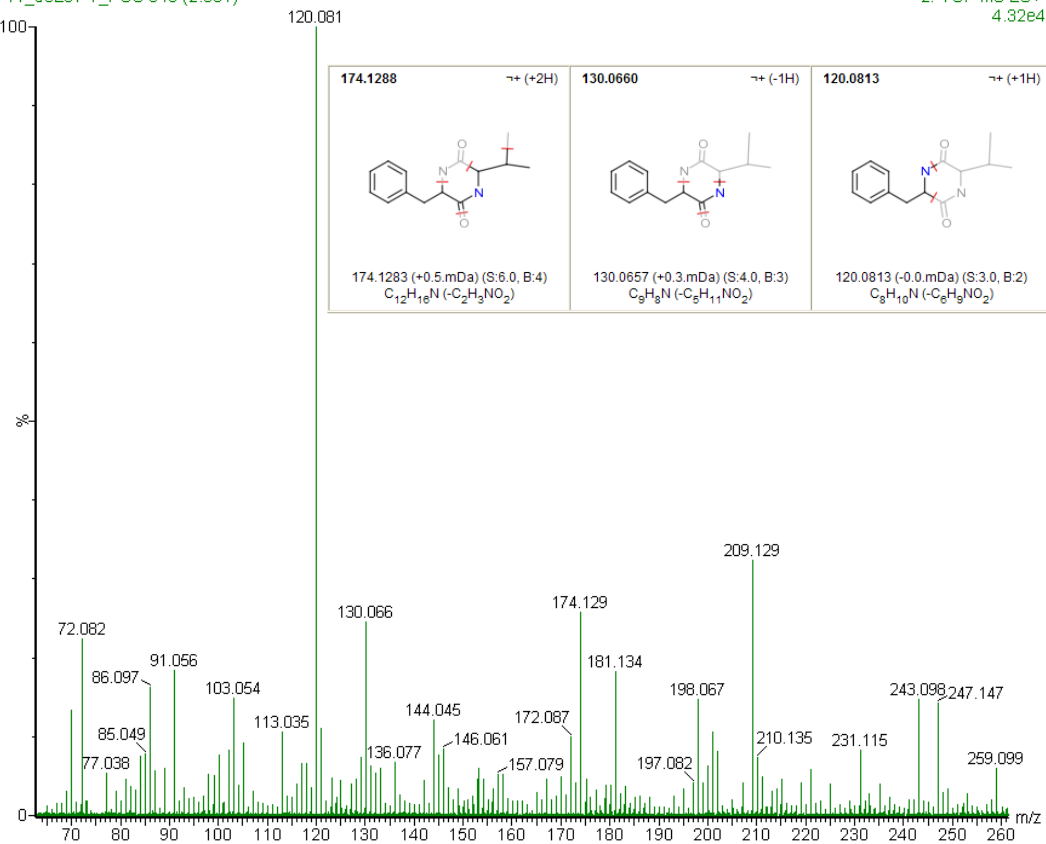 4.32e4
120.081
100
174.1288 ¬+ (+2H) 130.0660 ¬+ (-1H) 120.0813 ¬+ (+1H)
O O O
N N N
N N N
O O O
174.1283 (+0.5.mDa) (S:6.0, B:4) 130.0657 (+0.3.mDa) (S:4.0, B:3) 120.0813 (-0.0.mDa) (S:3.0, B:2)
C₁₂H₁₆N (-C₂H₃NO₂) C₉H₈N (-C₅H₁₁NO₂) C₈H₁₀N (-C₆H₉NO₂)
%
209.129
130.066 174.129
72.082
91.056 181.134
86.097
103.054 198.067 243.098 247.147
144.045
113.035 172.087
85.049 146.061 210.135 231.115
77.038 136.077 157.079 197.082 259.099
0
m/z
70 80 90 100 110 120 130 140 150 160 170 180 190 200 210 220 230 240 250 260